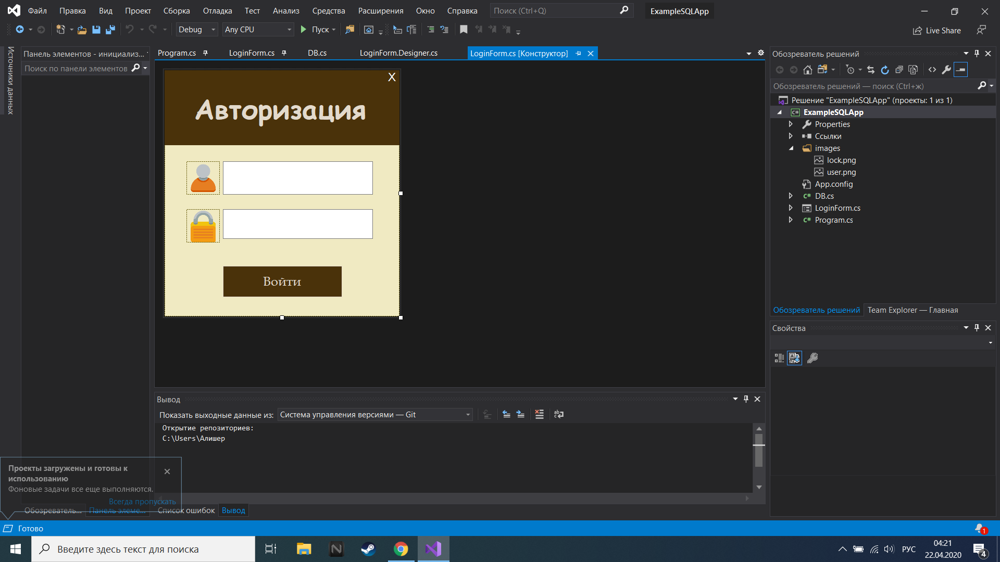 Файл Правка Вид Проект Сборка Отладка Тест Анализ Средства Расширения Окно Справка Поиск (Ctrl+Q) ExampleSQLApp
Debug Any CPU Пуск Live Share
Источники данных
Панель элементов - инициализ...
Поиск по панели элементов
Program.cs LoginForm.cs DB.cs LoginForm.Designer.cs LoginForm.cs [Конструктор]
X
Авторизация
Войти
Обозреватель решений
Обозреватель решений — поиск (Ctrl+ж)
Решение "ExampleSQLApp" (проекты: 1 из 1)
C# ExampleSQLApp
Properties
Ссылки
images
lock.png
user.png
App.config
C# DB.cs
LoginForm.cs
C# Program.cs
Обозреватель решений Team Explorer — Главная
Свойства
Вывод
Показать выходные данные из: Система управления версиями — Git
Открытие репозиториев:
C:\Users\Алишер
Проекты загружены и готовы к
использованию
Фоновые задачи все еще выполняются.
Всегда пропускать
Обозреватель... Панель элеме... Список ошибок Вывод
Готово
1
Введите здесь текст для поиска
РУС
04:21
22.04.2020
4